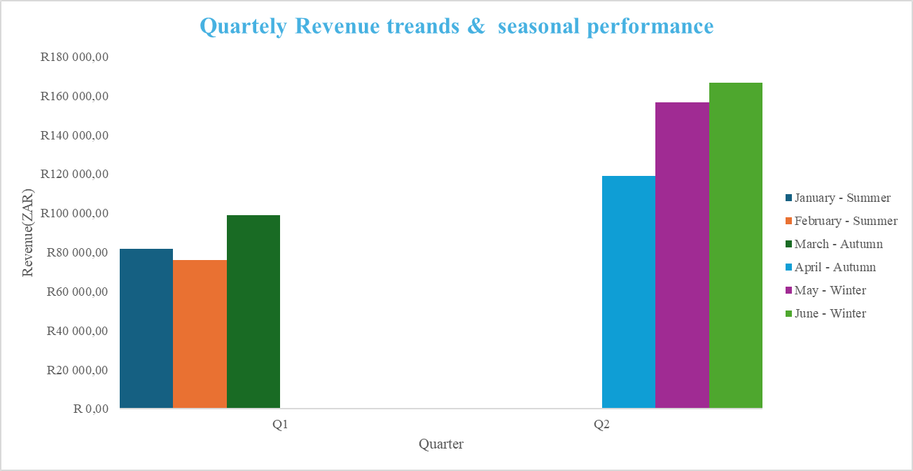 Quartely Revenue treands &  seasonal performance
R180 000,00
R160 000,00
R140 000,00
R120 000,00
R100 000,00
R80 000,00
R60 000,00
R40 000,00
R20 000,00
R 0,00
Revenue(ZAR)
Q1
Q2
Quarter
January - Summer
February - Summer
March - Autumn
April - Autumn
May - Winter
June - Winter